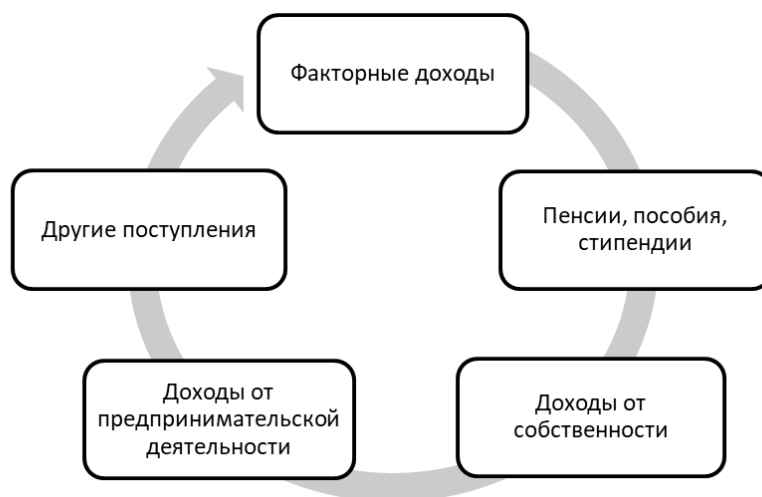 Факторные доходы
Пенсии, пособия,
стипендии
Доходы от
собственности
Доходы от
предпринимательской
деятельности
Другие поступления